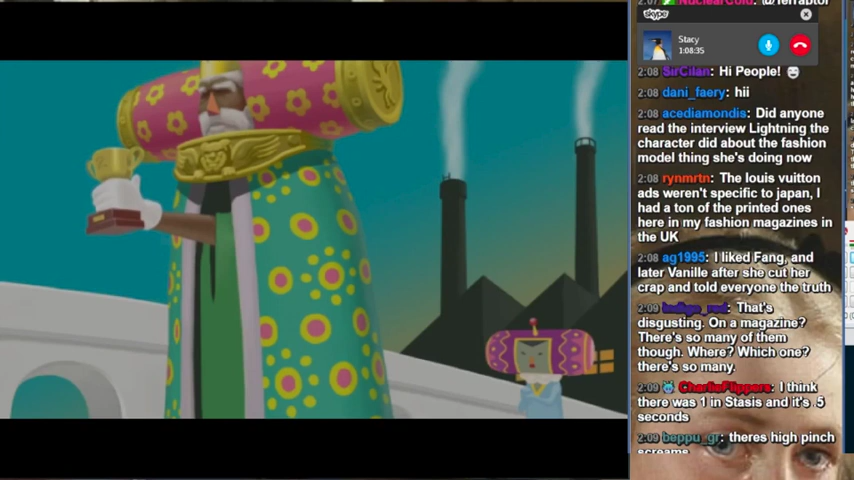 2:07 NuclearCold: (@Terraptor
skype
Stacy
1:08:35
2:08 SirCilan: Hi People!
2:08 dani_faery: hii
2:08 acediamondis: Did anyone
read the interview Lightning the
character did about the fashion
model thing she's doing now
2:08 rynmrtn: The louis vuitton
ads weren't specific to japan, I
had a ton of the printed ones
here in my fashion magazines in
the UK
2:08 ag1995: I liked Fang, and
later Vanille after she cut her
crap and told everyone the truth
2:09 indigo_red: That's
disgusting. On a magazine?
There's so many of them
though. Where? Which one?
there's so many.
2:09 CharlieFlippers: I think
there was 1 in Stasis and it's .5
seconds
2:09 beppu_gr: theres high pinch
screams